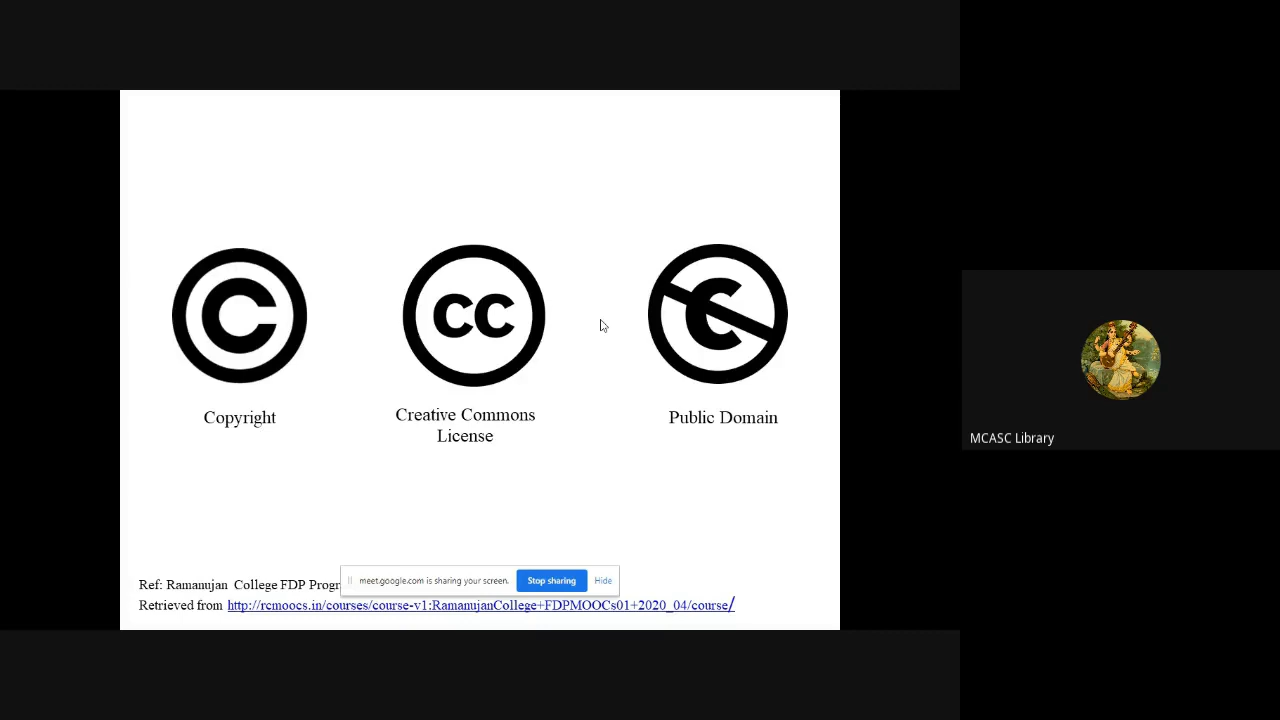 C
cc
C
Copyright
Creative Commons
License
Public Domain
MCASC Library
Ref: Ramanujan College FDP
meet.google.com is sharing your screen. Stop sharing Hide
Retrieved from http://rcmoocs.in/courses/course-v1:RamanujanCollege+FDPMOOCs01+2020_04/course/